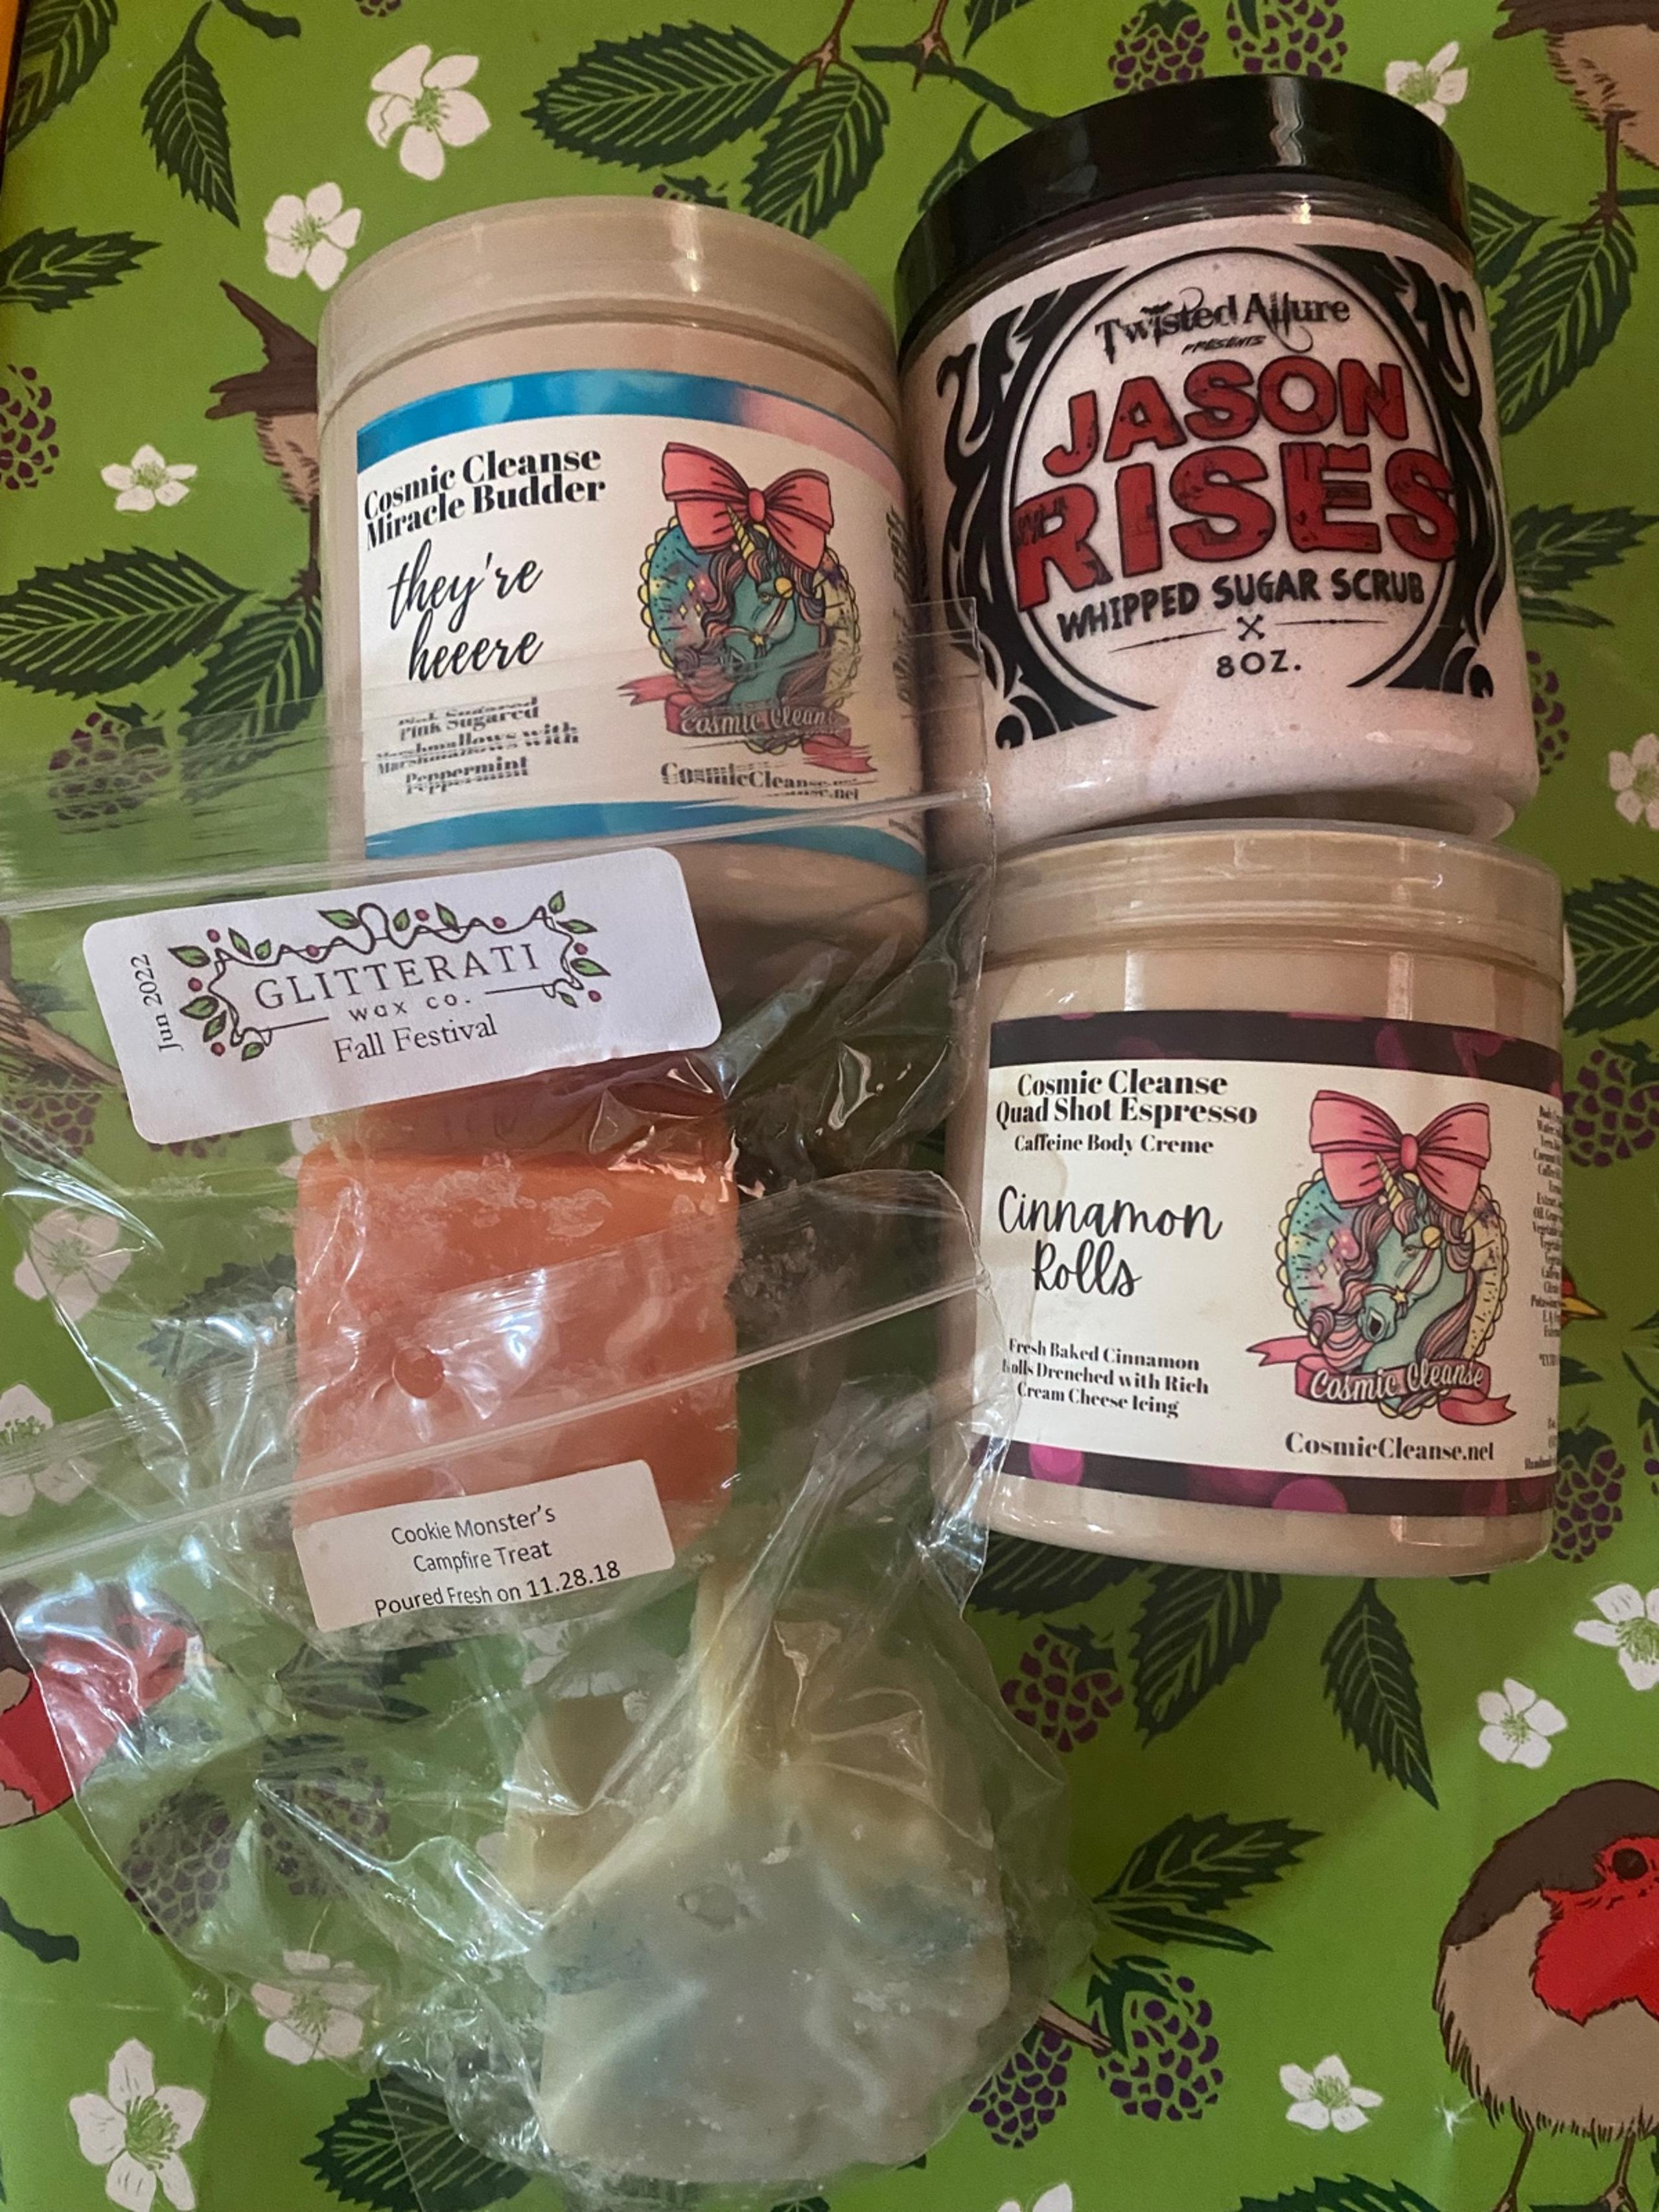 Cosmic Cleanse
Miracle Budder
they're
heeere
Pink Sugared
Marshmallows with
Peppermint
Cosmic Cleanse
CosmicCleanse.net
Twisted Allure
PRESENTS
JASON
RISES
WHIPPED SUGAR SCRUB
8OZ.
Jun 2022
GLITTERATI
wax co.
Fall Festival
Cosmic Cleanse
Quad Shot Espresso
Caffeine Body Creme
Cinnamon
Rolls
Fresh Baked Cinnamon
Rolls Drenched with Rich
Cream Cheese Icing
Cosmic Cleanse
CosmicCleanse.net
Cookie Monster's
Campfire Treat
Poured Fresh on 11.28.18